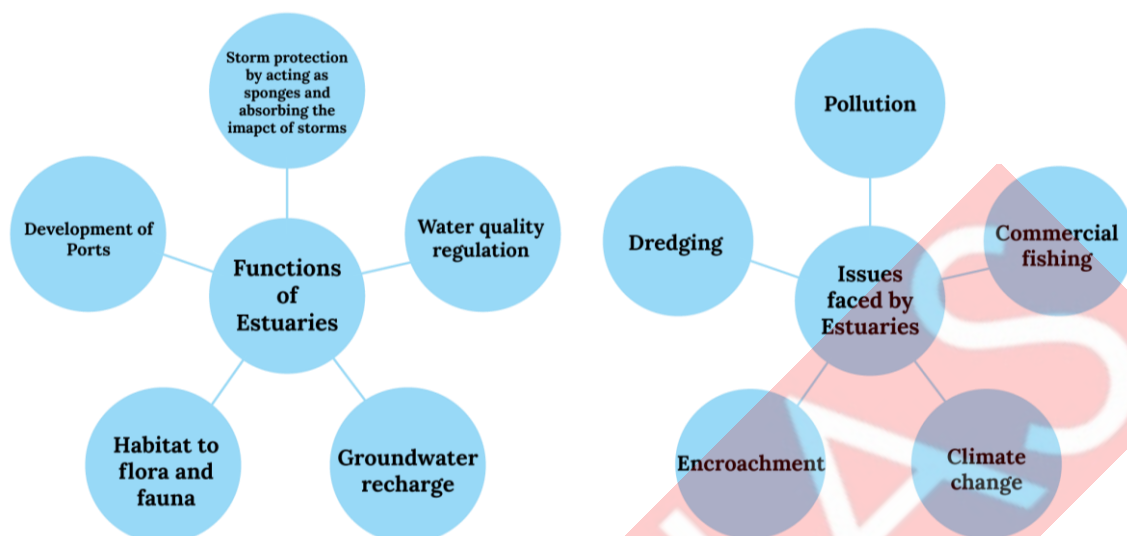 Storm protection
by acting as
sponges and
absorbing the
imapct of storms
Development of
Ports
Water quality
regulation
Functions
of
Estuaries
Habitat to
flora and
fauna
Groundwater
recharge
Pollution
Dredging
Commercial
fishing
Issues
faced by
Estuaries
Encroachment
Climate
change